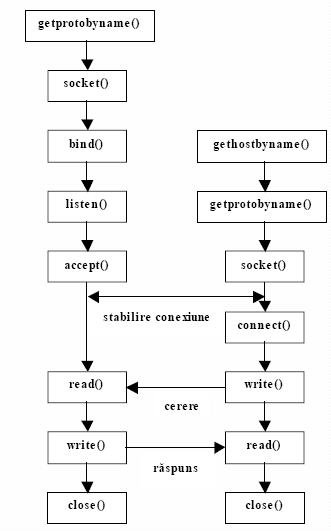 getprotobyname()
socket()
bind()
gethostbyname()
listen()
getprotobyname()
accept()
socket()
stabilire conexiune
connect()
read()
write()
cerere
write()
read()
răspuns
close()
close()